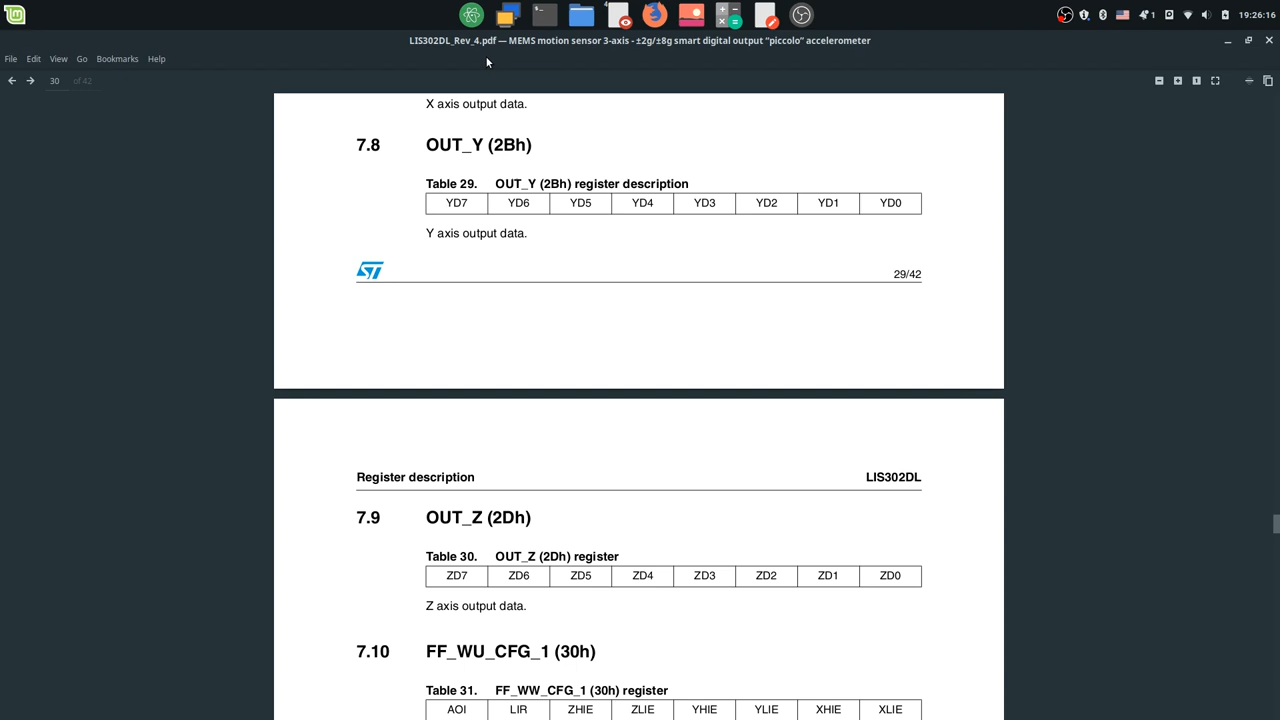 19:26:16
LIS302DL_Rev_4.pdf — MEMS motion sensor 3-axis - ±2g/±8g smart digital output “piccolo” accelerometer
File Edit View Go Bookmarks Help
30 of 42
X axis output data.
7.8 OUT_Y (2Bh)
Table 29. OUT_Y (2Bh) register description
YD7 YD6 YD5 YD4 YD3 YD2 YD1 YD0
Y axis output data.
ST 29/42
Register description LIS302DL
7.9 OUT_Z (2Dh)
Table 30. OUT_Z (2Dh) register
ZD7 ZD6 ZD5 ZD4 ZD3 ZD2 ZD1 ZD0
Z axis output data.
7.10 FF_WU_CFG_1 (30h)
Table 31. FF_WW_CFG_1 (30h) register
AOI LIR ZHIE ZLIE YHIE YLIE XHIE XLIE